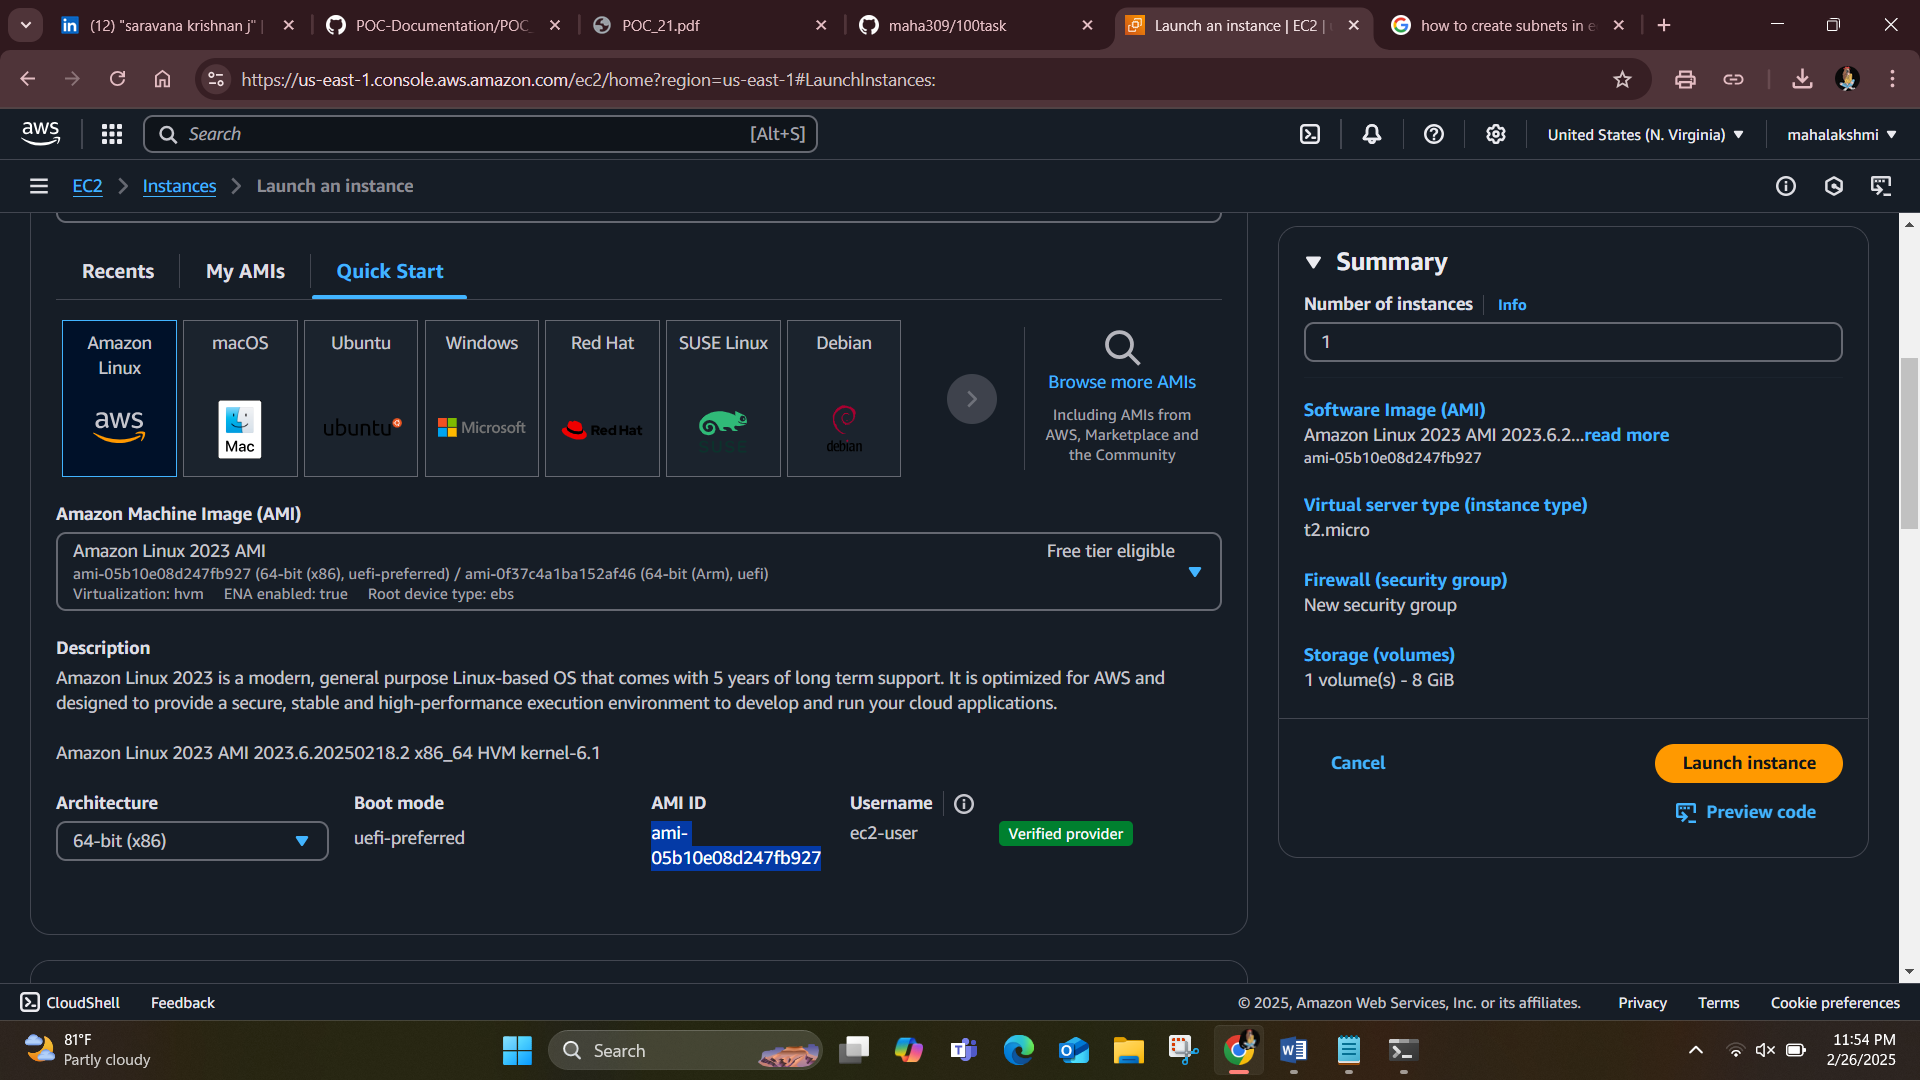 (12) "saravana krishnan j" |
POC-Documentation/POC_
POC_21.pdf
maha309/100task
Launch an instance | EC2 |
how to create subnets in e
https://us-east-1.console.aws.amazon.com/ec2/home?region=us-east-1#LaunchInstances:
aws
Search
[Alt+S]
United States (N. Virginia)
mahalakshmi
EC2
Instances
Launch an instance
Recents
My AMIs
Quick Start
Amazon Linux
aws
macOS
Mac
Ubuntu
ubuntu
Windows
Microsoft
Red Hat
Red Hat
SUSE Linux
SUSE
Debian
debian
Browse more AMIs
Including AMIs from
AWS, Marketplace and
the Community
Amazon Machine Image (AMI)
Amazon Linux 2023 AMI
Free tier eligible
ami-05b10e08d247fb927 (64-bit (x86), uefi-preferred) / ami-0f37c4a1ba152af46 (64-bit (Arm), uefi)
Virtualization: hvm ENA enabled: true Root device type: ebs
Description
Amazon Linux 2023 is a modern, general purpose Linux-based OS that comes with 5 years of long term support. It is optimized for AWS and
designed to provide a secure, stable and high-performance execution environment to develop and run your cloud applications.
Amazon Linux 2023 AMI 2023.6.20250218.2 x86_64 HVM kernel-6.1
Architecture
64-bit (x86)
Boot mode
uefi-preferred
AMI ID
ami-
05b10e08d247fb927
Username
ec2-user
Verified provider
Summary
Number of instances
Info
1
Software Image (AMI)
Amazon Linux 2023 AMI 2023.6.2...read more
ami-05b10e08d247fb927
Virtual server type (instance type)
t2.micro
Firewall (security group)
New security group
Storage (volumes)
1 volume(s) - 8 GiB
Cancel
Launch instance
Preview code
CloudShell
Feedback
© 2025, Amazon Web Services, Inc. or its affiliates.
Privacy
Terms
Cookie preferences
81°F
Partly cloudy
Search
11:54 PM
2/26/2025